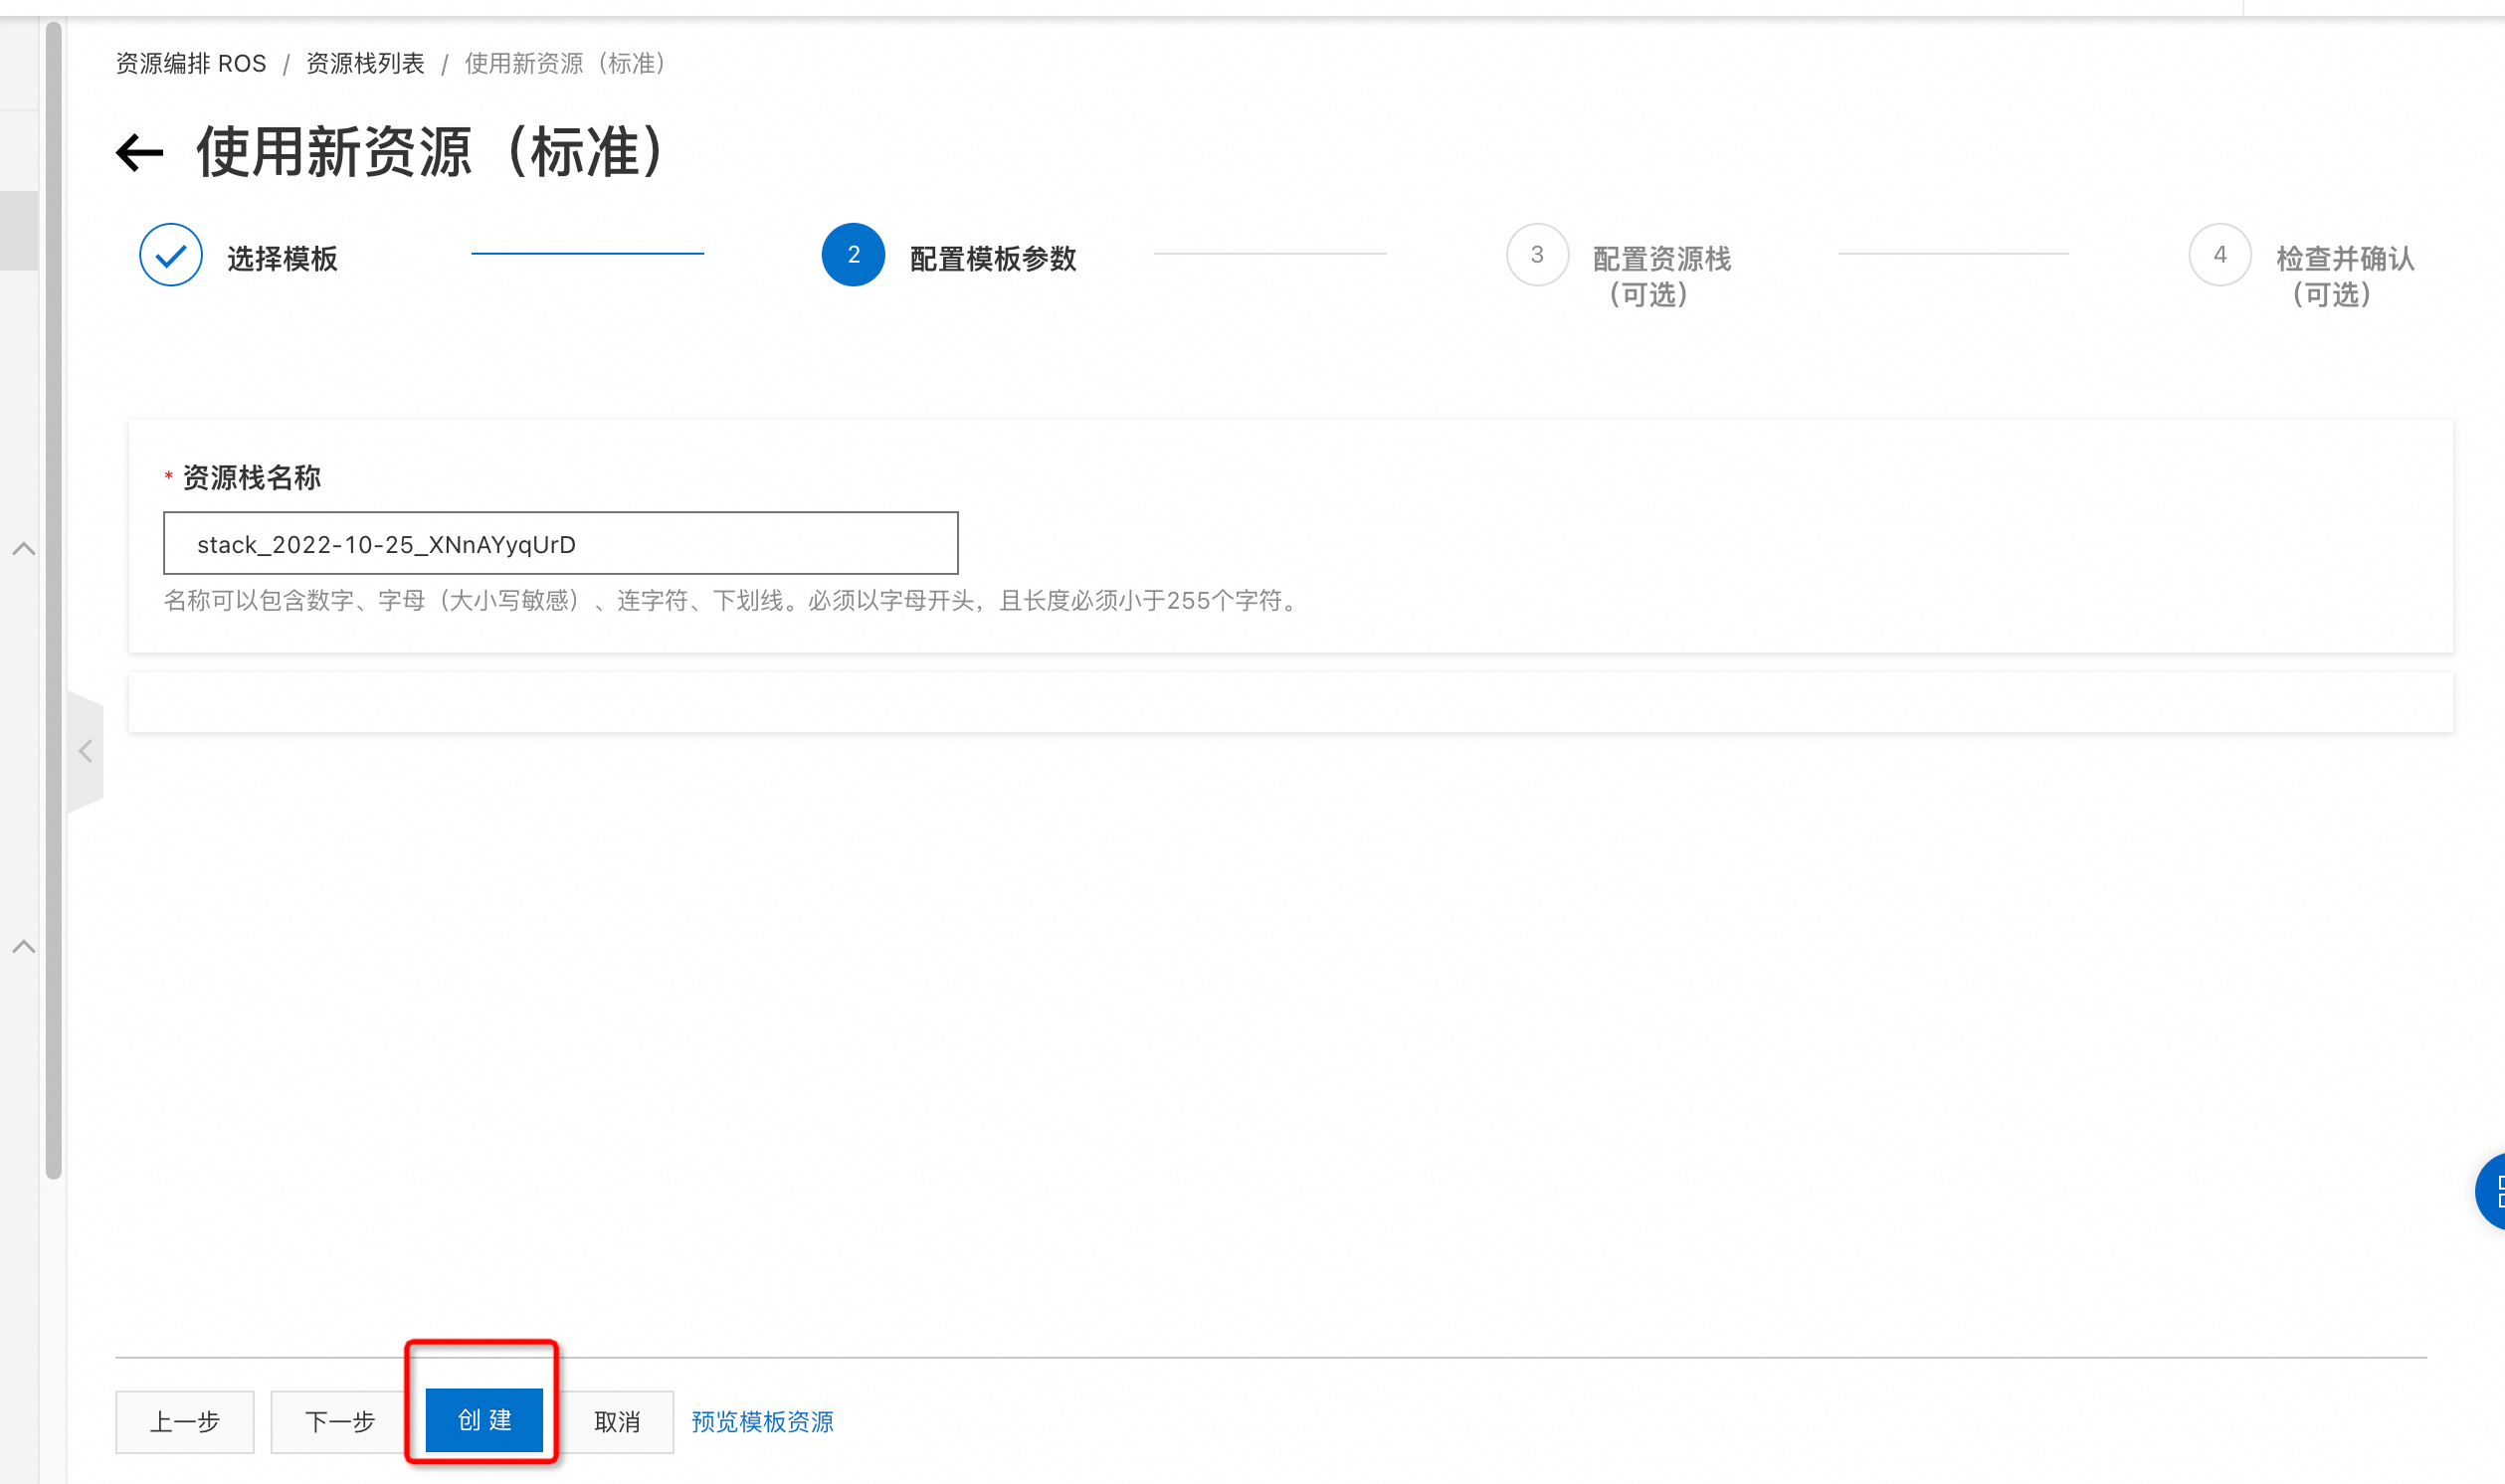 资源编排 ROS / 资源栈列表 / 使用新资源（标准）
使用新资源（标准）
选择模板
2 配置模板参数
3 配置资源栈
（可选）
4 检查并确认
（可选）
* 资源栈名称
stack_2022-10-25_XNnAYyqUrD
名称可以包含数字、字母（大小写敏感）、连字符、下划线。必须以字母开头，且长度必须小于255个字符。
上一步 下一步 创建 取消 预览模板资源